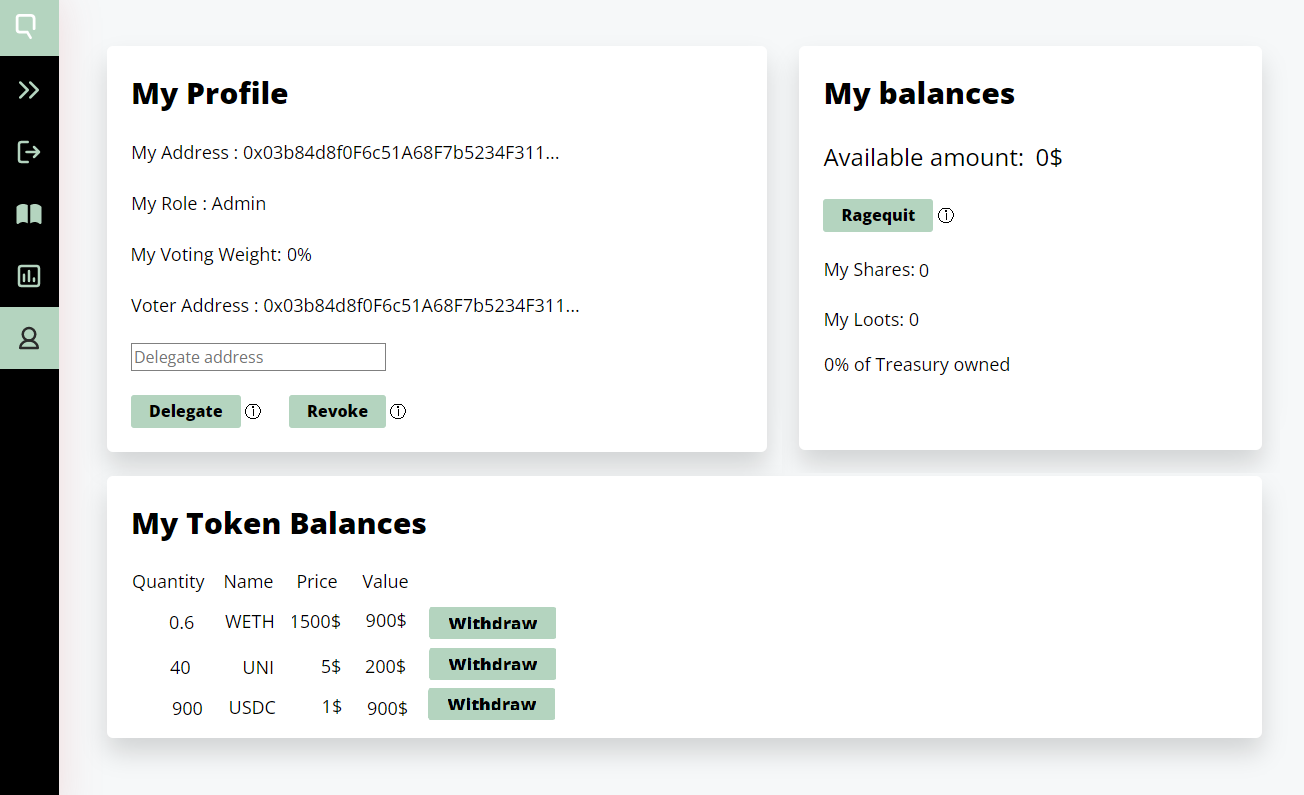 My Profile
My Address : 0x03b84d8f0F6c51A68F7b5234F311...
My Role : Admin
My Voting Weight: 0%
Voter Address : 0x03b84d8f0F6c51A68F7b5234F311...
Delegate address
Delegate ⓘ Revoke ⓘ
My balances
Available amount: 0$
Ragequit ⓘ
My Shares: 0
My Loots: 0
0% of Treasury owned
My Token Balances
Quantity Name Price Value
0.6 WETH 1500$ 900$ Withdraw
40 UNI 5$ 200$ Withdraw
900 USDC 1$ 900$ Withdraw